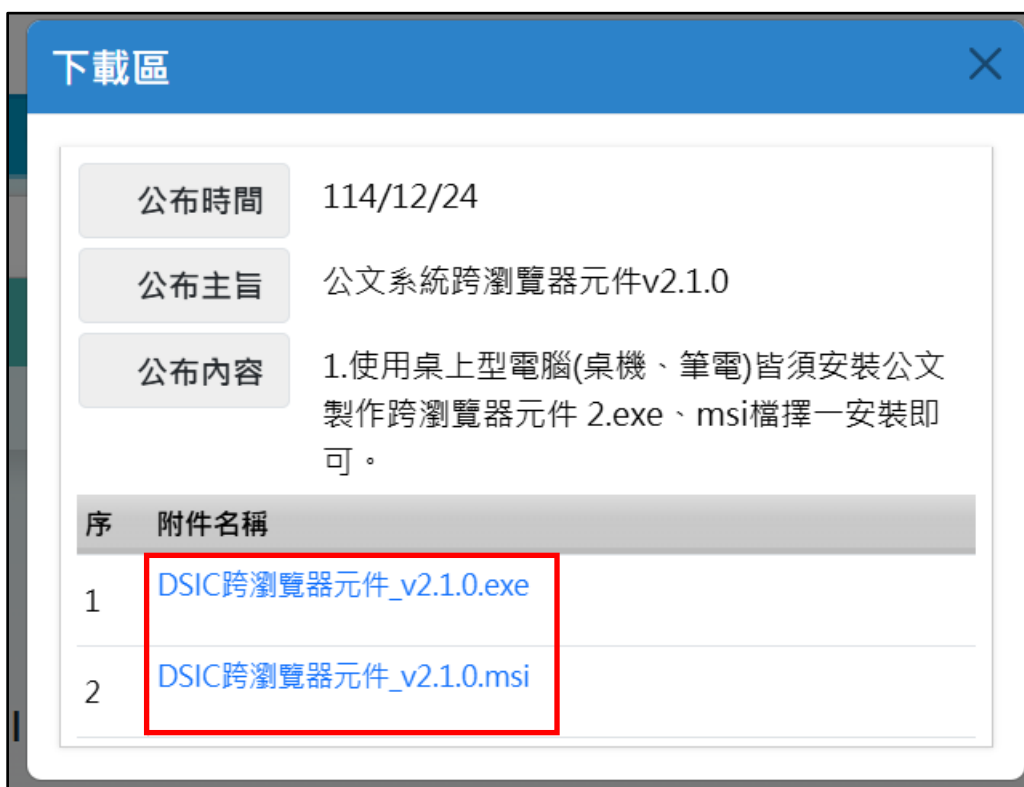 下載區
公布時間 114/12/24
公布主旨 公文系統跨瀏覽器元件v2.1.0
公布內容 1.使用桌上型電腦(桌機、筆電)皆須安裝公文
製作跨瀏覽器元件 2.exe、msi檔擇一安裝即
可。
序 附件名稱
1 DSIC跨瀏覽器元件_v2.1.0.exe
2 DSIC跨瀏覽器元件_v2.1.0.msi